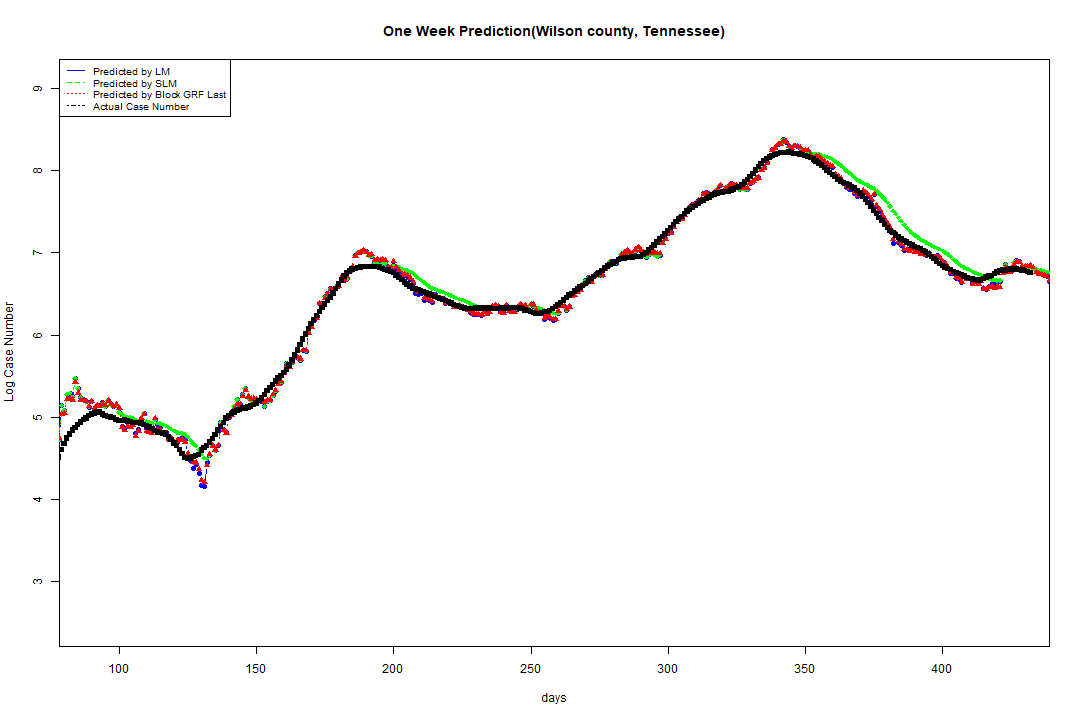 One Week Prediction(Wilson county, Tennessee)
Predicted by LM
Predicted by SLM
Predicted by Block GRF Last
Actual Case Number
9
8
7
6
5
4
3
Log Case Number
100 150 200 250 300 350 400
days